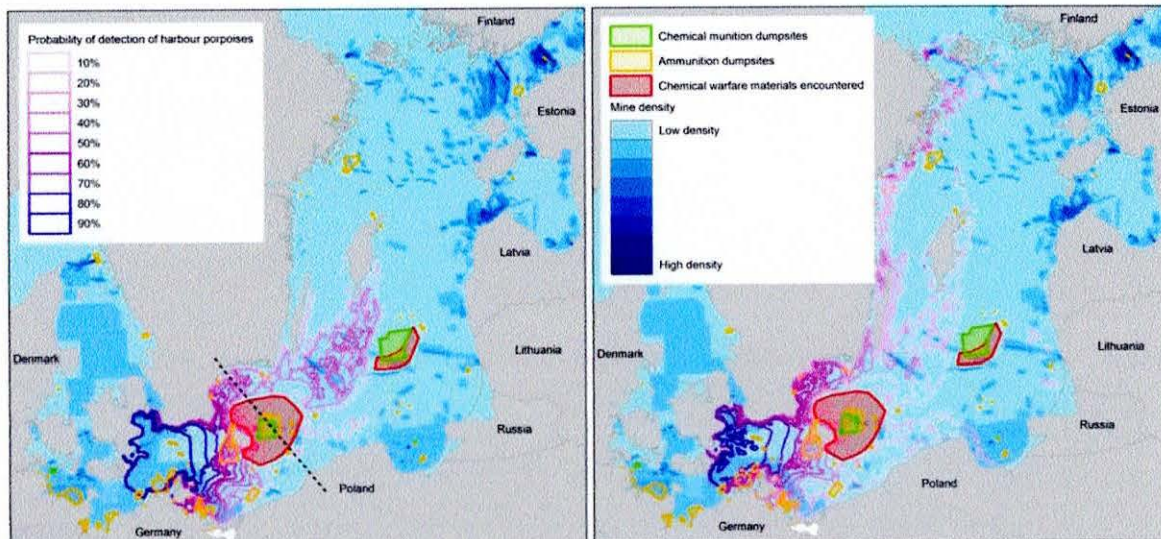 Probability of detection of harbour porpoises
10%
20%
30%
40%
50%
60%
70%
80%
90%
Finland
Estonia
Latvia
Lithuania
Russia
Poland
Germany
Denmark
Chemical munition dumpsites
Ammunition dumpsites
Chemical warfare materials encountered
Mine density
Low density
High density
Finland
Estonia
Latvia
Lithuania
Russia
Poland
Germany
Denmark